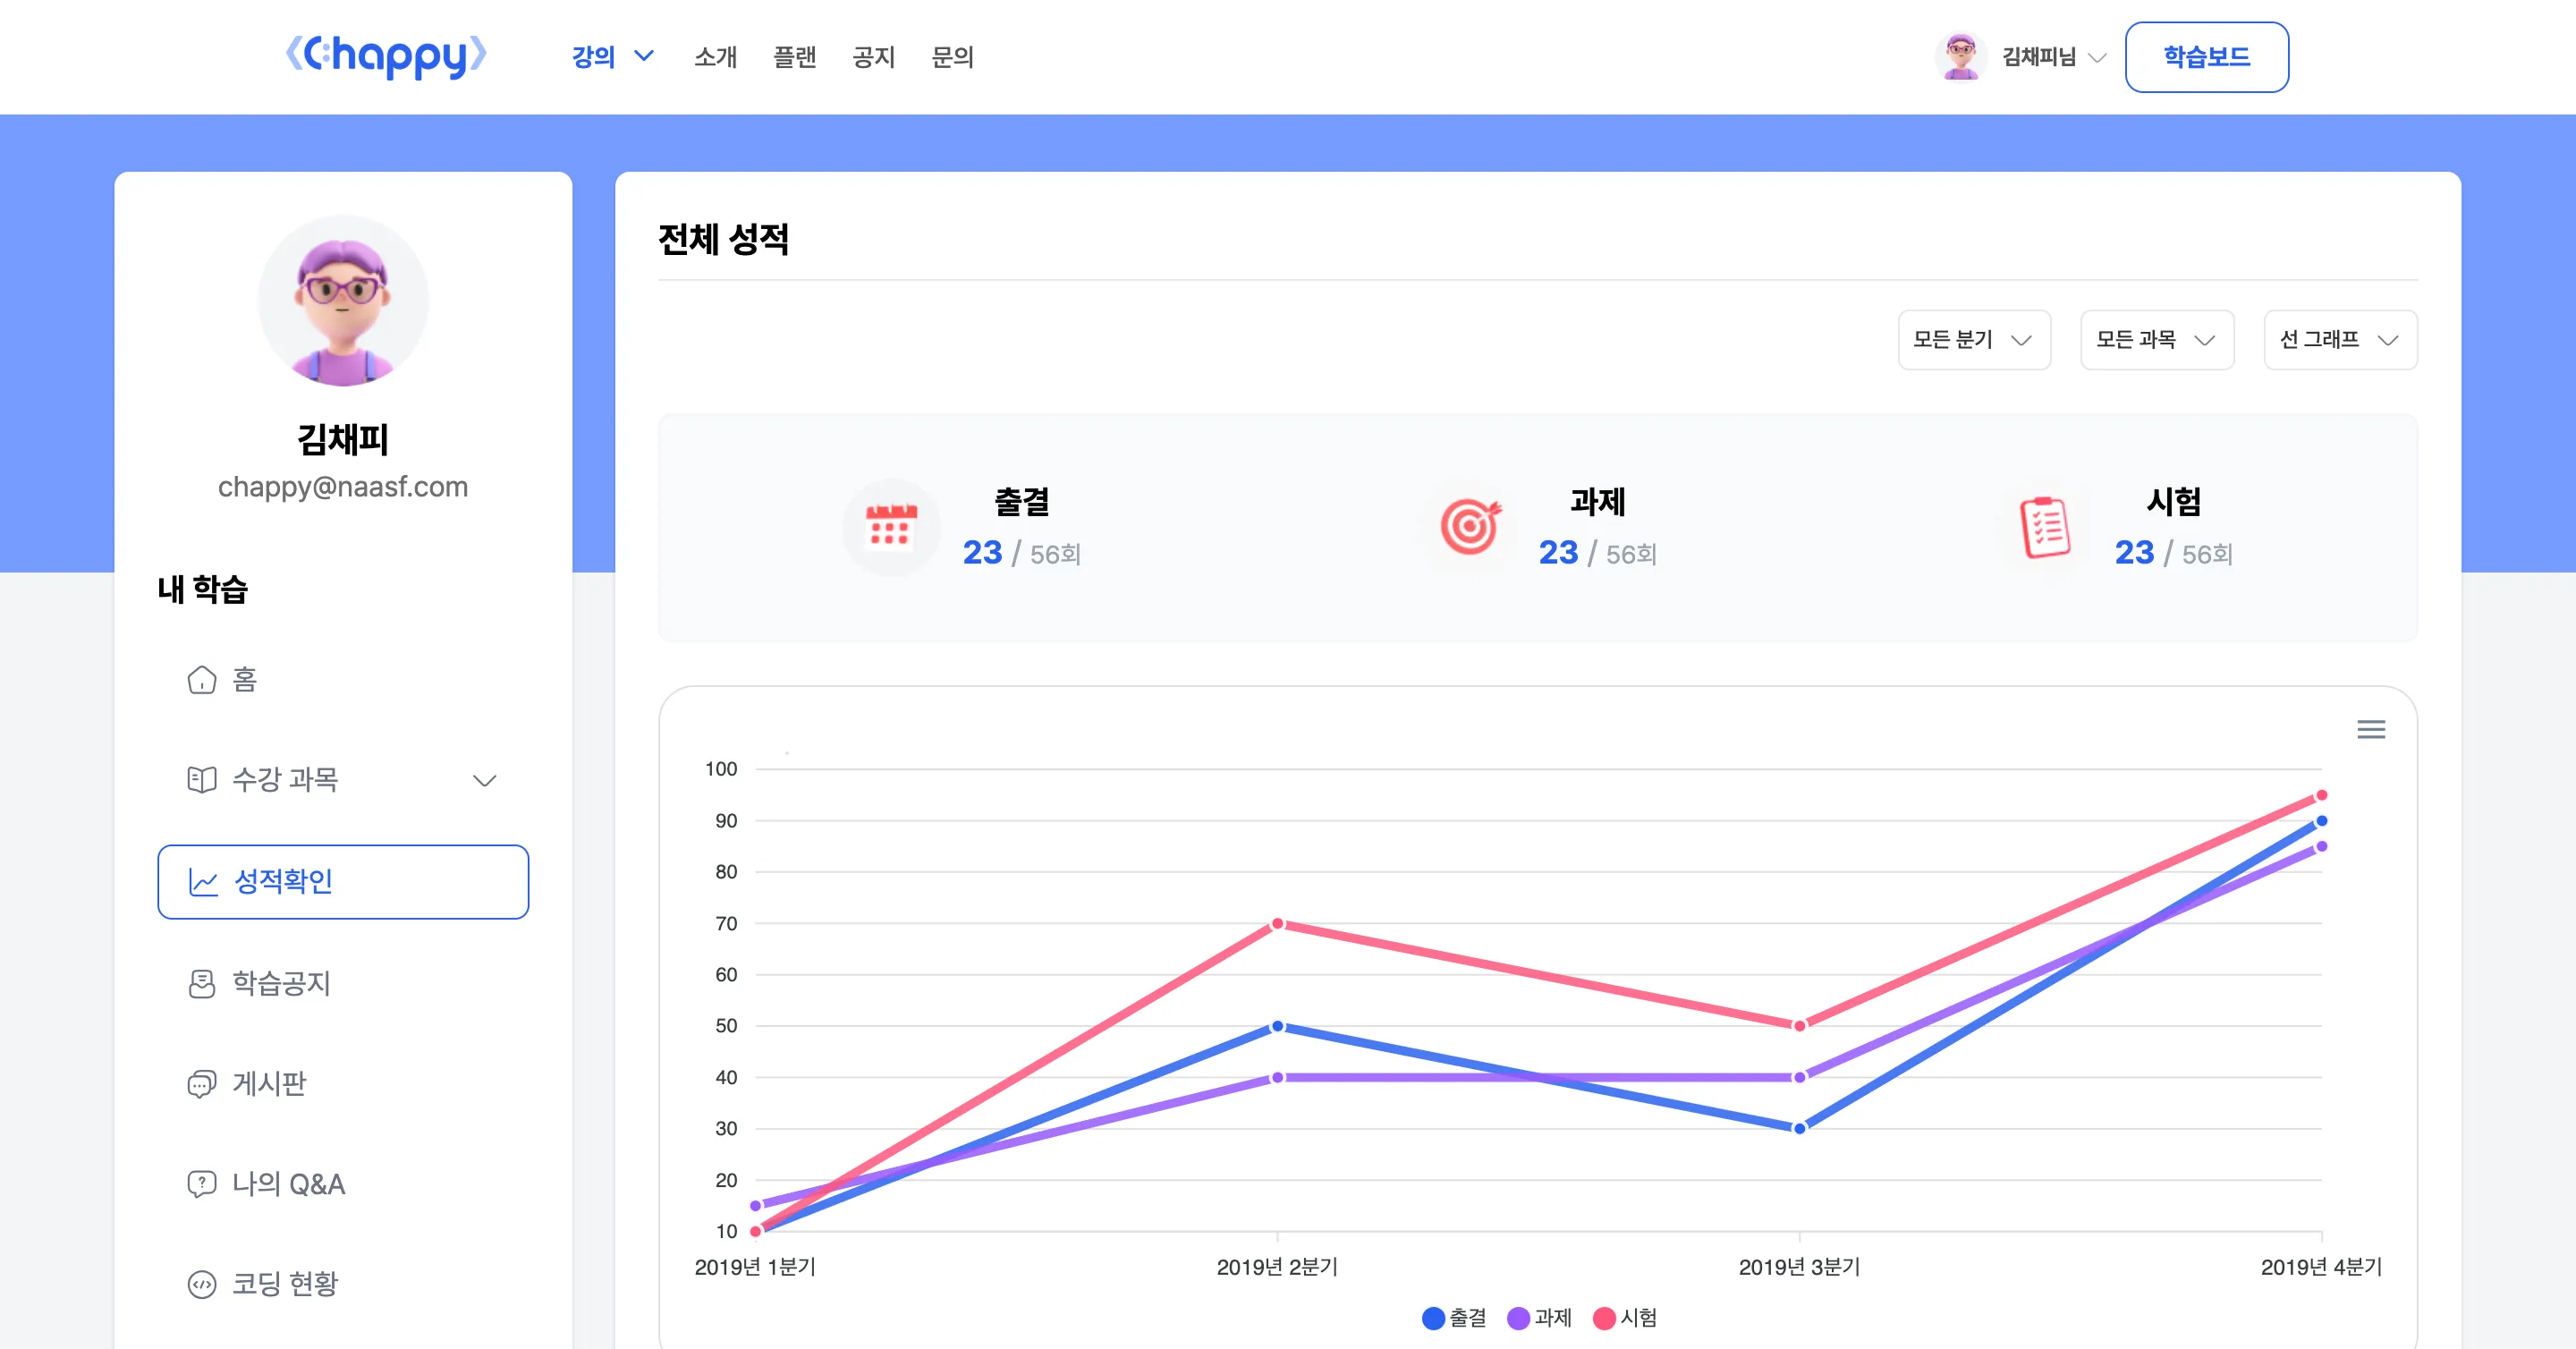 Chappy
강의 소개 플랜 공지 문의
김채피님 학습보드
김채피
chappy@naasf.com
내 학습
홈
수강 과목
성적확인
학습공지
게시판
나의 Q&A
코딩 현황
전체 성적
모든 분기 모든 과목 선 그래프
출결
23 / 56회
과제
23 / 56회
시험
23 / 56회
100
90
80
70
60
50
40
30
20
10
2019년 1분기 2019년 2분기 2019년 3분기 2019년 4분기
출결 과제 시험